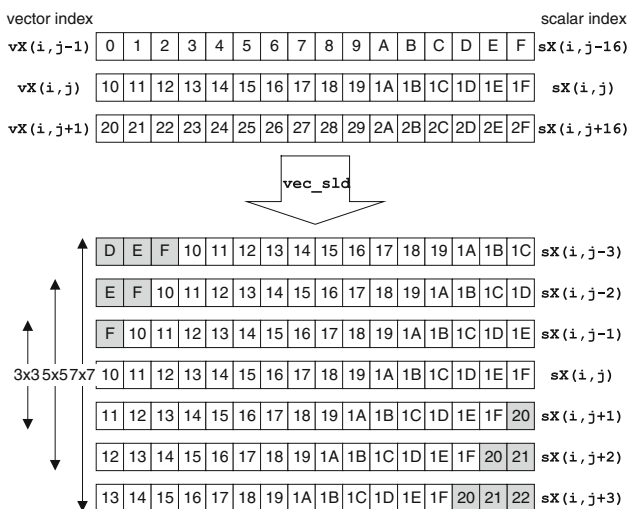 vector index scalar index
vX(i,j-1) 0 1 2 3 4 5 6 7 8 9 A B C D E F sX(i,j-16)
vX(i,j) 10 11 12 13 14 15 16 17 18 19 1A 1B 1C 1D 1E 1F sX(i,j)
vX(i,j+1) 20 21 22 23 24 25 26 27 28 29 2A 2B 2C 2D 2E 2F sX(i,j+16)
vec_sld
D E F 10 11 12 13 14 15 16 17 18 19 1A 1B 1C sX(i,j-3)
E F 10 11 12 13 14 15 16 17 18 19 1A 1B 1C 1D sX(i,j-2)
F 10 11 12 13 14 15 16 17 18 19 1A 1B 1C 1D 1E sX(i,j-1)
3x3 5x5 7x7 10 11 12 13 14 15 16 17 18 19 1A 1B 1C 1D 1E 1F sX(i,j)
11 12 13 14 15 16 17 18 19 1A 1B 1C 1D 1E 1F 20 sX(i,j+1)
12 13 14 15 16 17 18 19 1A 1B 1C 1D 1E 1F 20 21 sX(i,j+2)
13 14 15 16 17 18 19 1A 1B 1C 1D 1E 1F 20 21 22 sX(i,j+3)